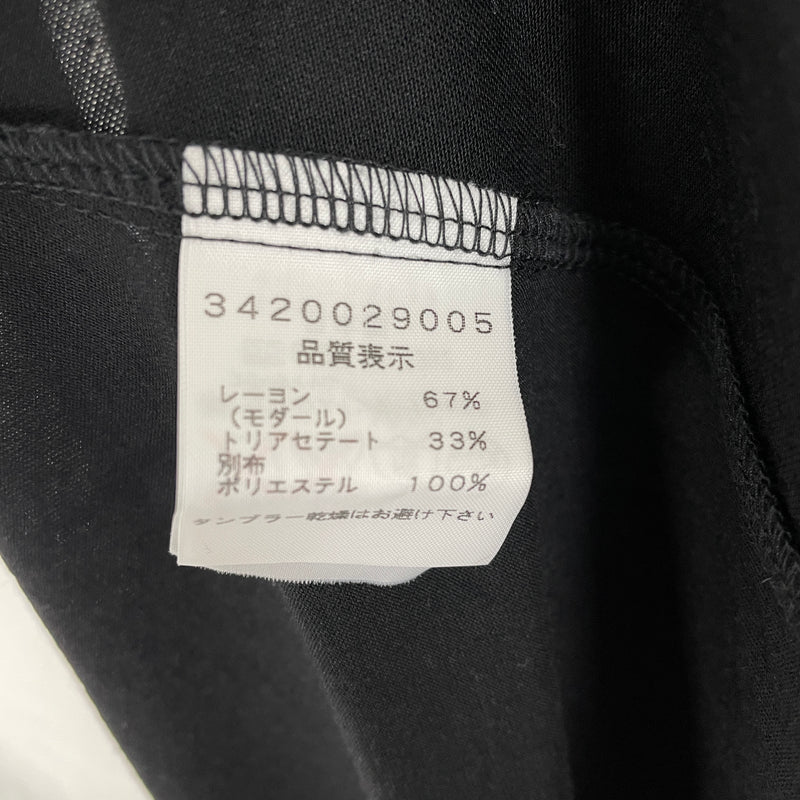 3420029005
品質表示
レーヨン 67%
(モダール)
トリアセテート 33%
別布
ポリエステル 100%
タンブラー乾燥はお避け下さい